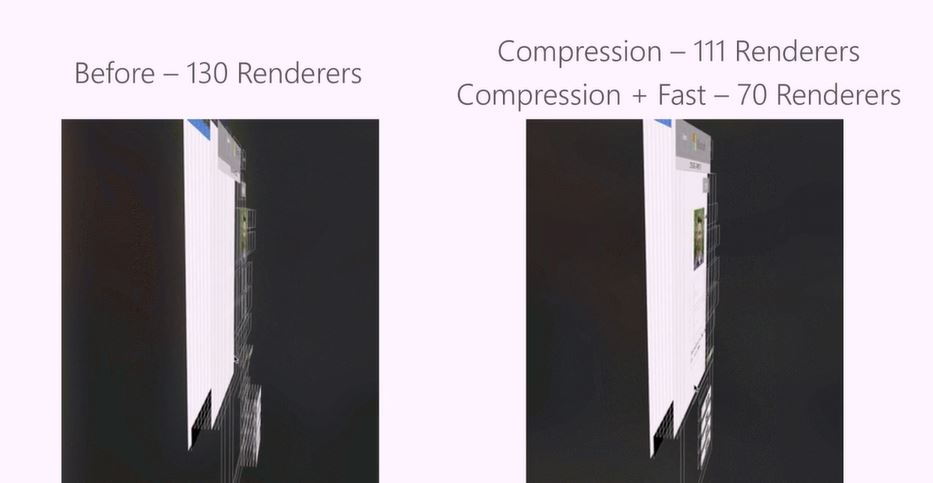 Before – 130 Renderers
Compression – 111 Renderers
Compression + Fast – 70 Renderers